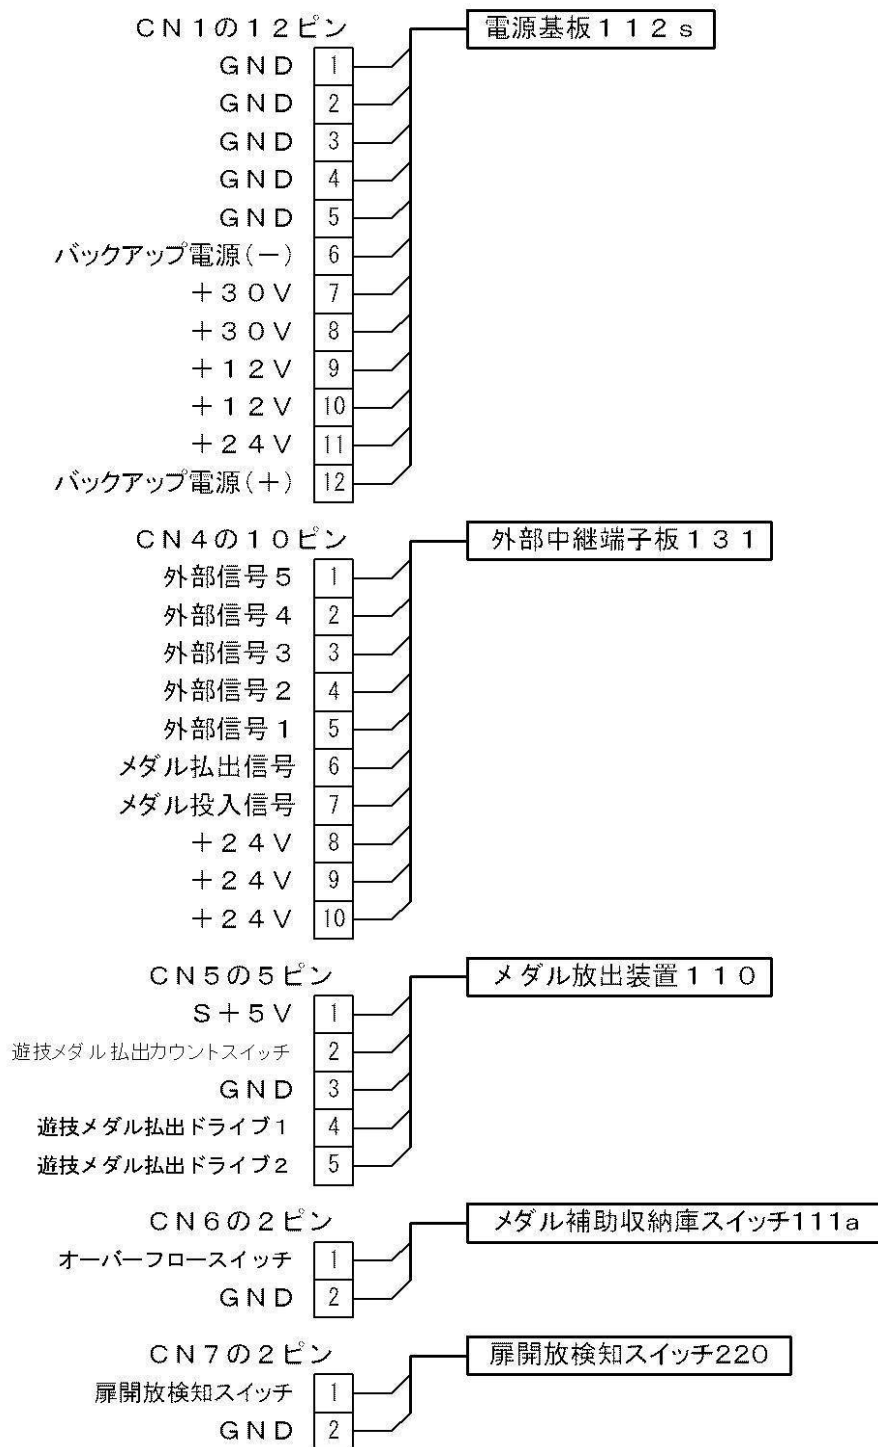 CN1の12ピン 電源基板112s
GND 1
GND 2
GND 3
GND 4
GND 5
バックアップ電源(－) 6
＋30V 7
＋30V 8
＋12V 9
＋12V 10
＋24V 11
バックアップ電源(＋) 12
CN4の10ピン 外部中継端子板131
外部信号5 1
外部信号4 2
外部信号3 3
外部信号2 4
外部信号1 5
メダル払出信号 6
メダル投入信号 7
＋24V 8
＋24V 9
＋24V 10
CN5の5ピン メダル放出装置110
S＋5V 1
遊技メダル払出カウントスイッチ 2
GND 3
遊技メダル払出ドライブ1 4
遊技メダル払出ドライブ2 5
CN6の2ピン メダル補助収納庫スイッチ111a
オーバーフロースイッチ 1
GND 2
CN7の2ピン 扉開放検知スイッチ220
扉開放検知スイッチ 1
GND 2